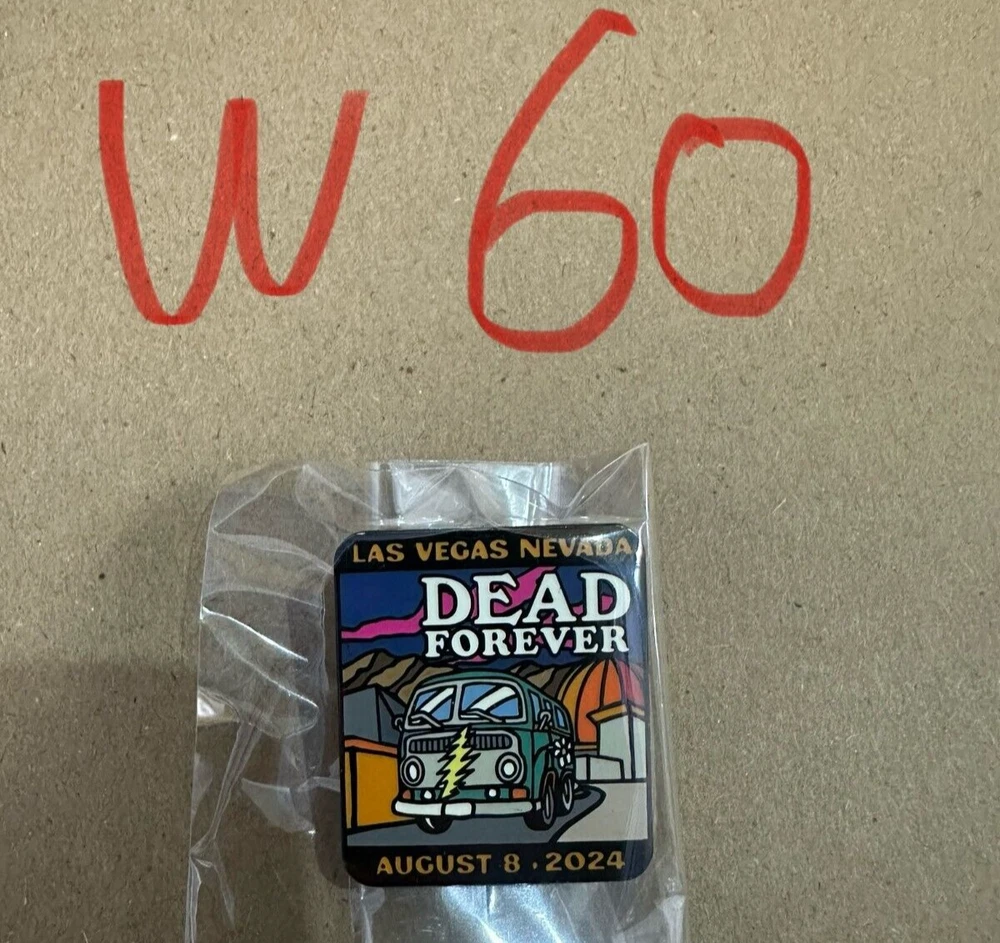 W 60
LAS VEGAS NEVADA
DEAD
FOREVER
AUGUST 8 · 2024